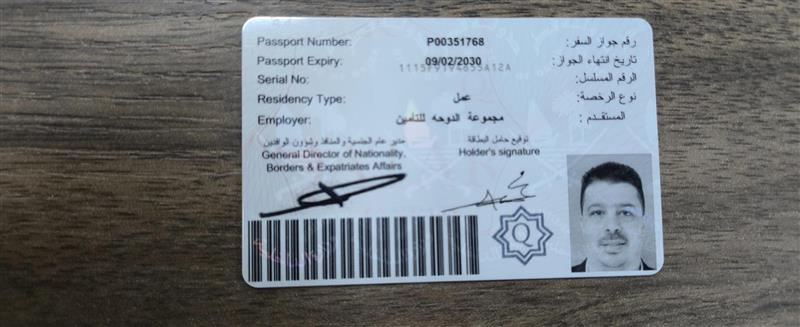 Passport Number: P00351768 رقم جواز السفر:
Passport Expiry: 09/02/2030 تاريخ انتهاء الجواز:
Serial No: الرقم المسلسل:
Residency Type: عمل نوع الرخصة:
Employer: مجموعة الدوحه للتأمين المستقدم :
مدير عام الجنسية والمنافذ وشؤون الوافدين توقيع حامل البطاقة
General Director of Nationality, Holder's signature
Borders & Expatriates Affairs
Q